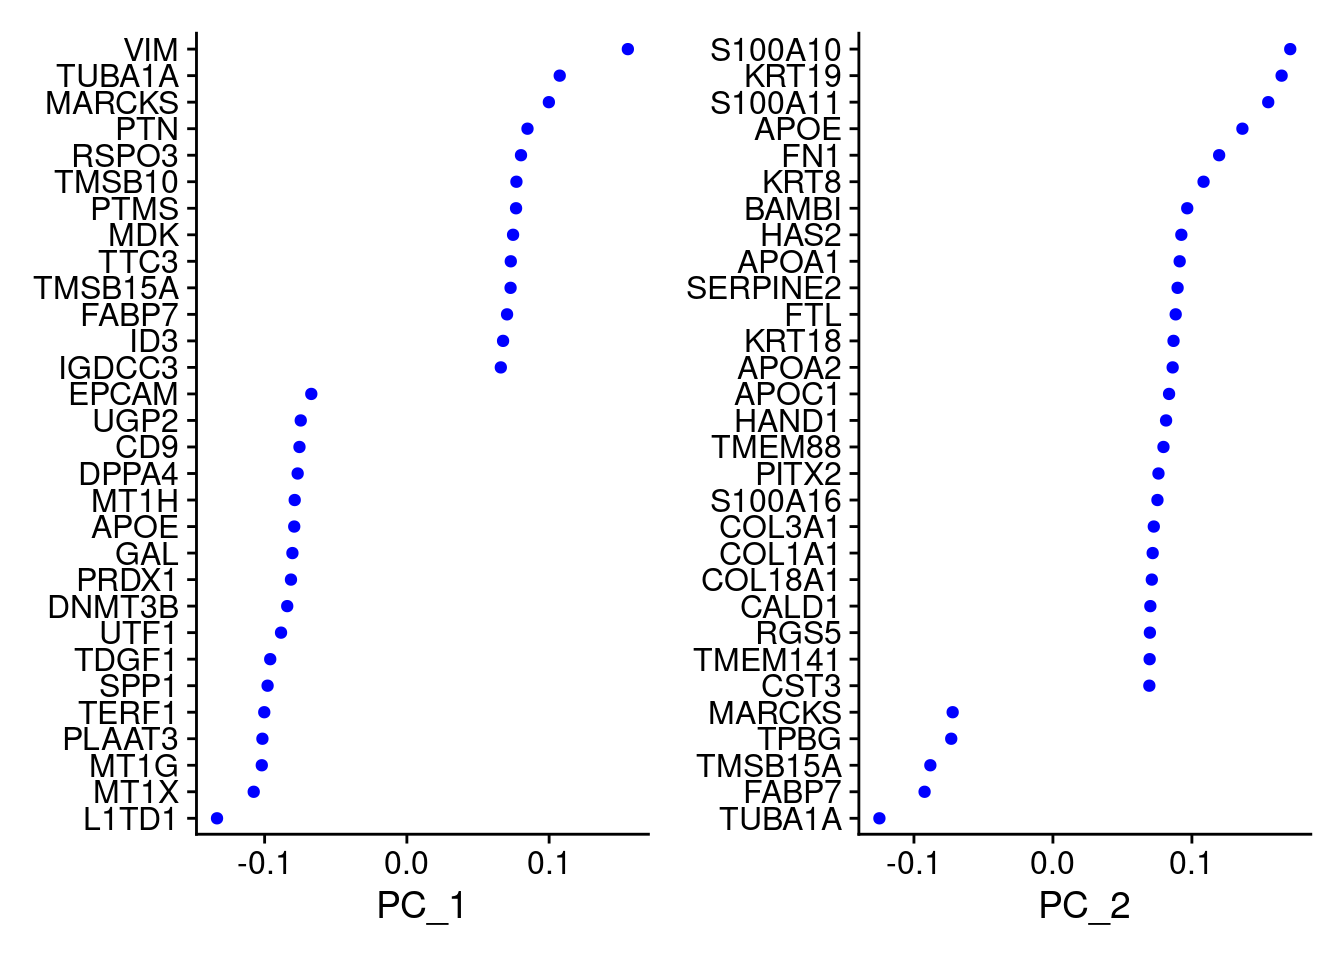 VIM
TUBA1A
MARCKS
PTN
RSPO3
TMSB10
PTMS
MDK
TTC3
TMSB15A
FABP7
ID3
IGDCC3
EPCAM
UGP2
CD9
DPPA4
MT1H
APOE
GAL
PRDX1
DNMT3B
UTF1
TDGF1
SPP1
TERF1
PLAAT3
MT1G
MT1X
L1TD1
-0.1 0.0 0.1
PC_1
S100A10
KRT19
S100A11
APOE
FN1
KRT8
BAMBI
HAS2
APOA1
SERPINE2
FTL
KRT18
APOA2
APOC1
HAND1
TMEM88
PITX2
S100A16
COL3A1
COL1A1
COL18A1
CALD1
RGS5
TMEM141
CST3
MARCKS
TPBG
TMSB15A
FABP7
TUBA1A
-0.1 0.0 0.1
PC_2